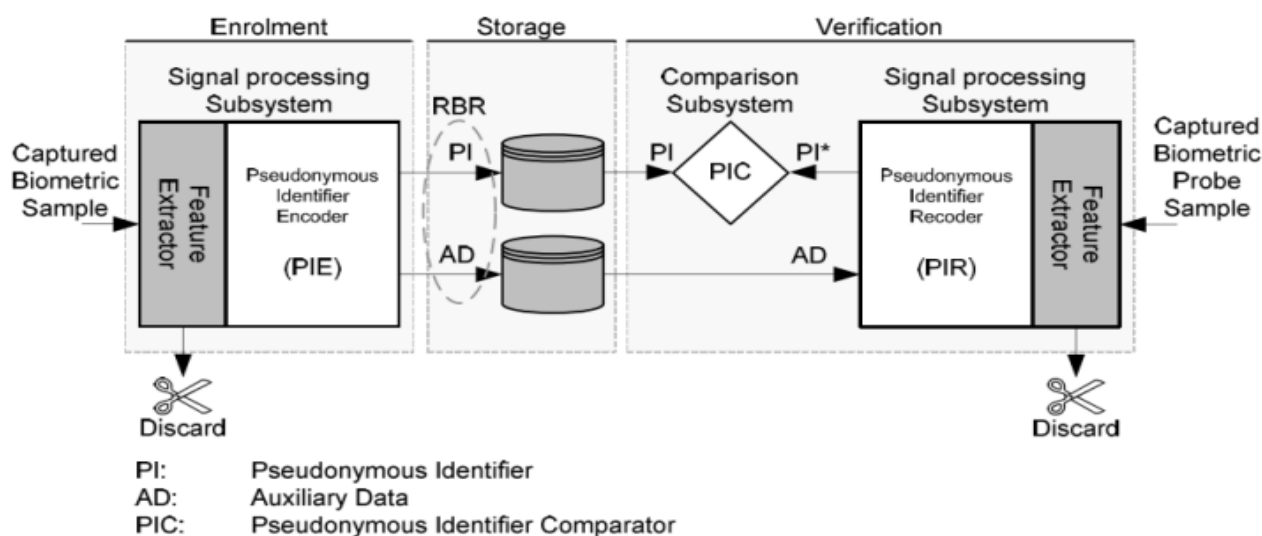 Enrolment
Storage
Verification
Signal processing
Subsystem
RBR
Comparison
Subsystem
Signal processing
Subsystem
Captured
Biometric
Sample
Feature
Extractor
Pseudonymous
Identifier
Encoder
(PIE)
PI
AD
PI
PIC
PI*
AD
Pseudonymous
Identifier
Recoder
(PIR)
Feature
Extractor
Captured
Biometric
Probe
Sample
Discard
Discard
PI: Pseudonymous Identifier
AD: Auxiliary Data
PIC: Pseudonymous Identifier Comparator